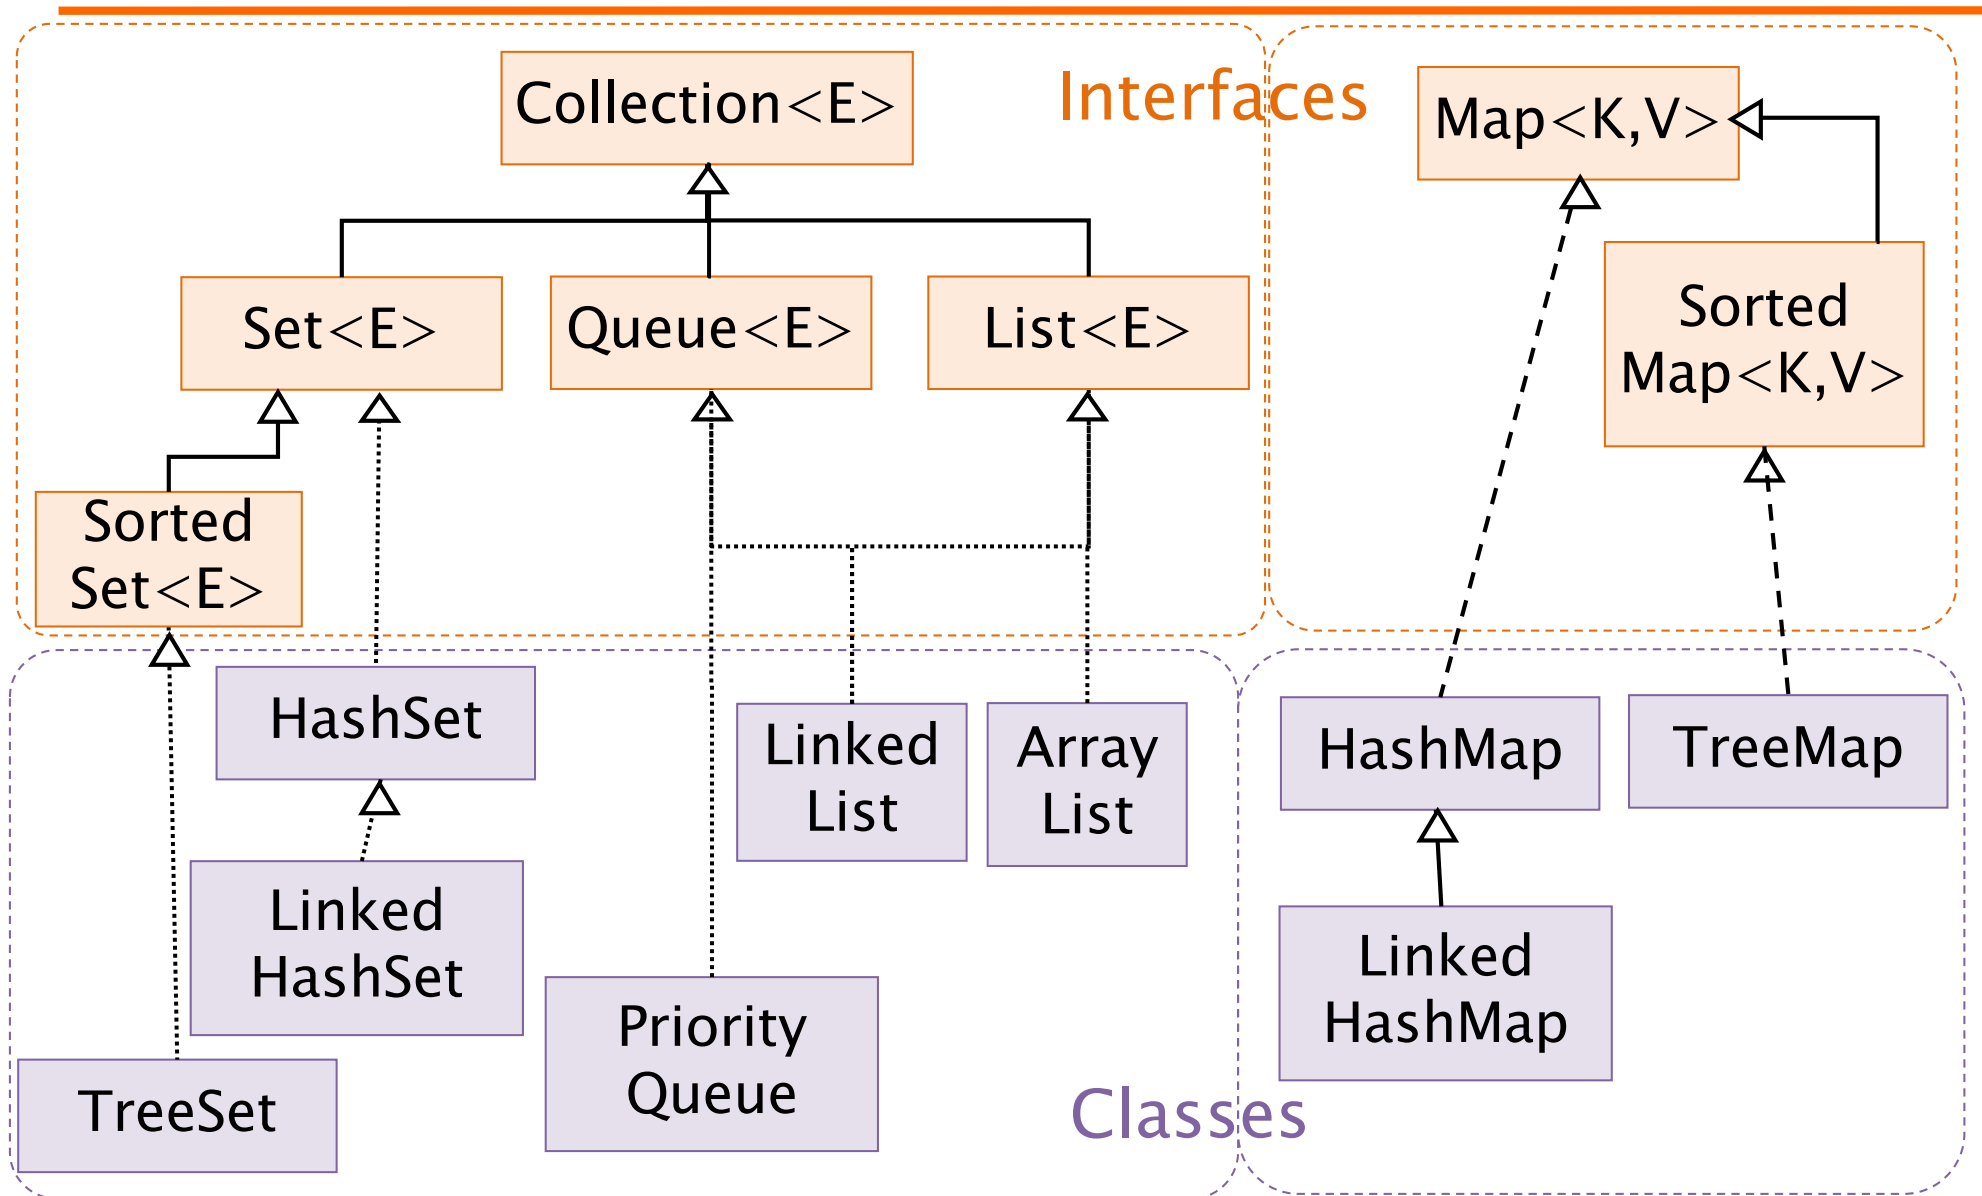 Collection<E>
Interfaces
Map<K,V>
Set<E>
Queue<E>
List<E>
Sorted
Map<K,V>
Sorted
Set<E>
HashSet
Linked
List
Array
List
HashMap
TreeMap
Linked
HashSet
Priority
Queue
Linked
HashMap
TreeSet
Classes